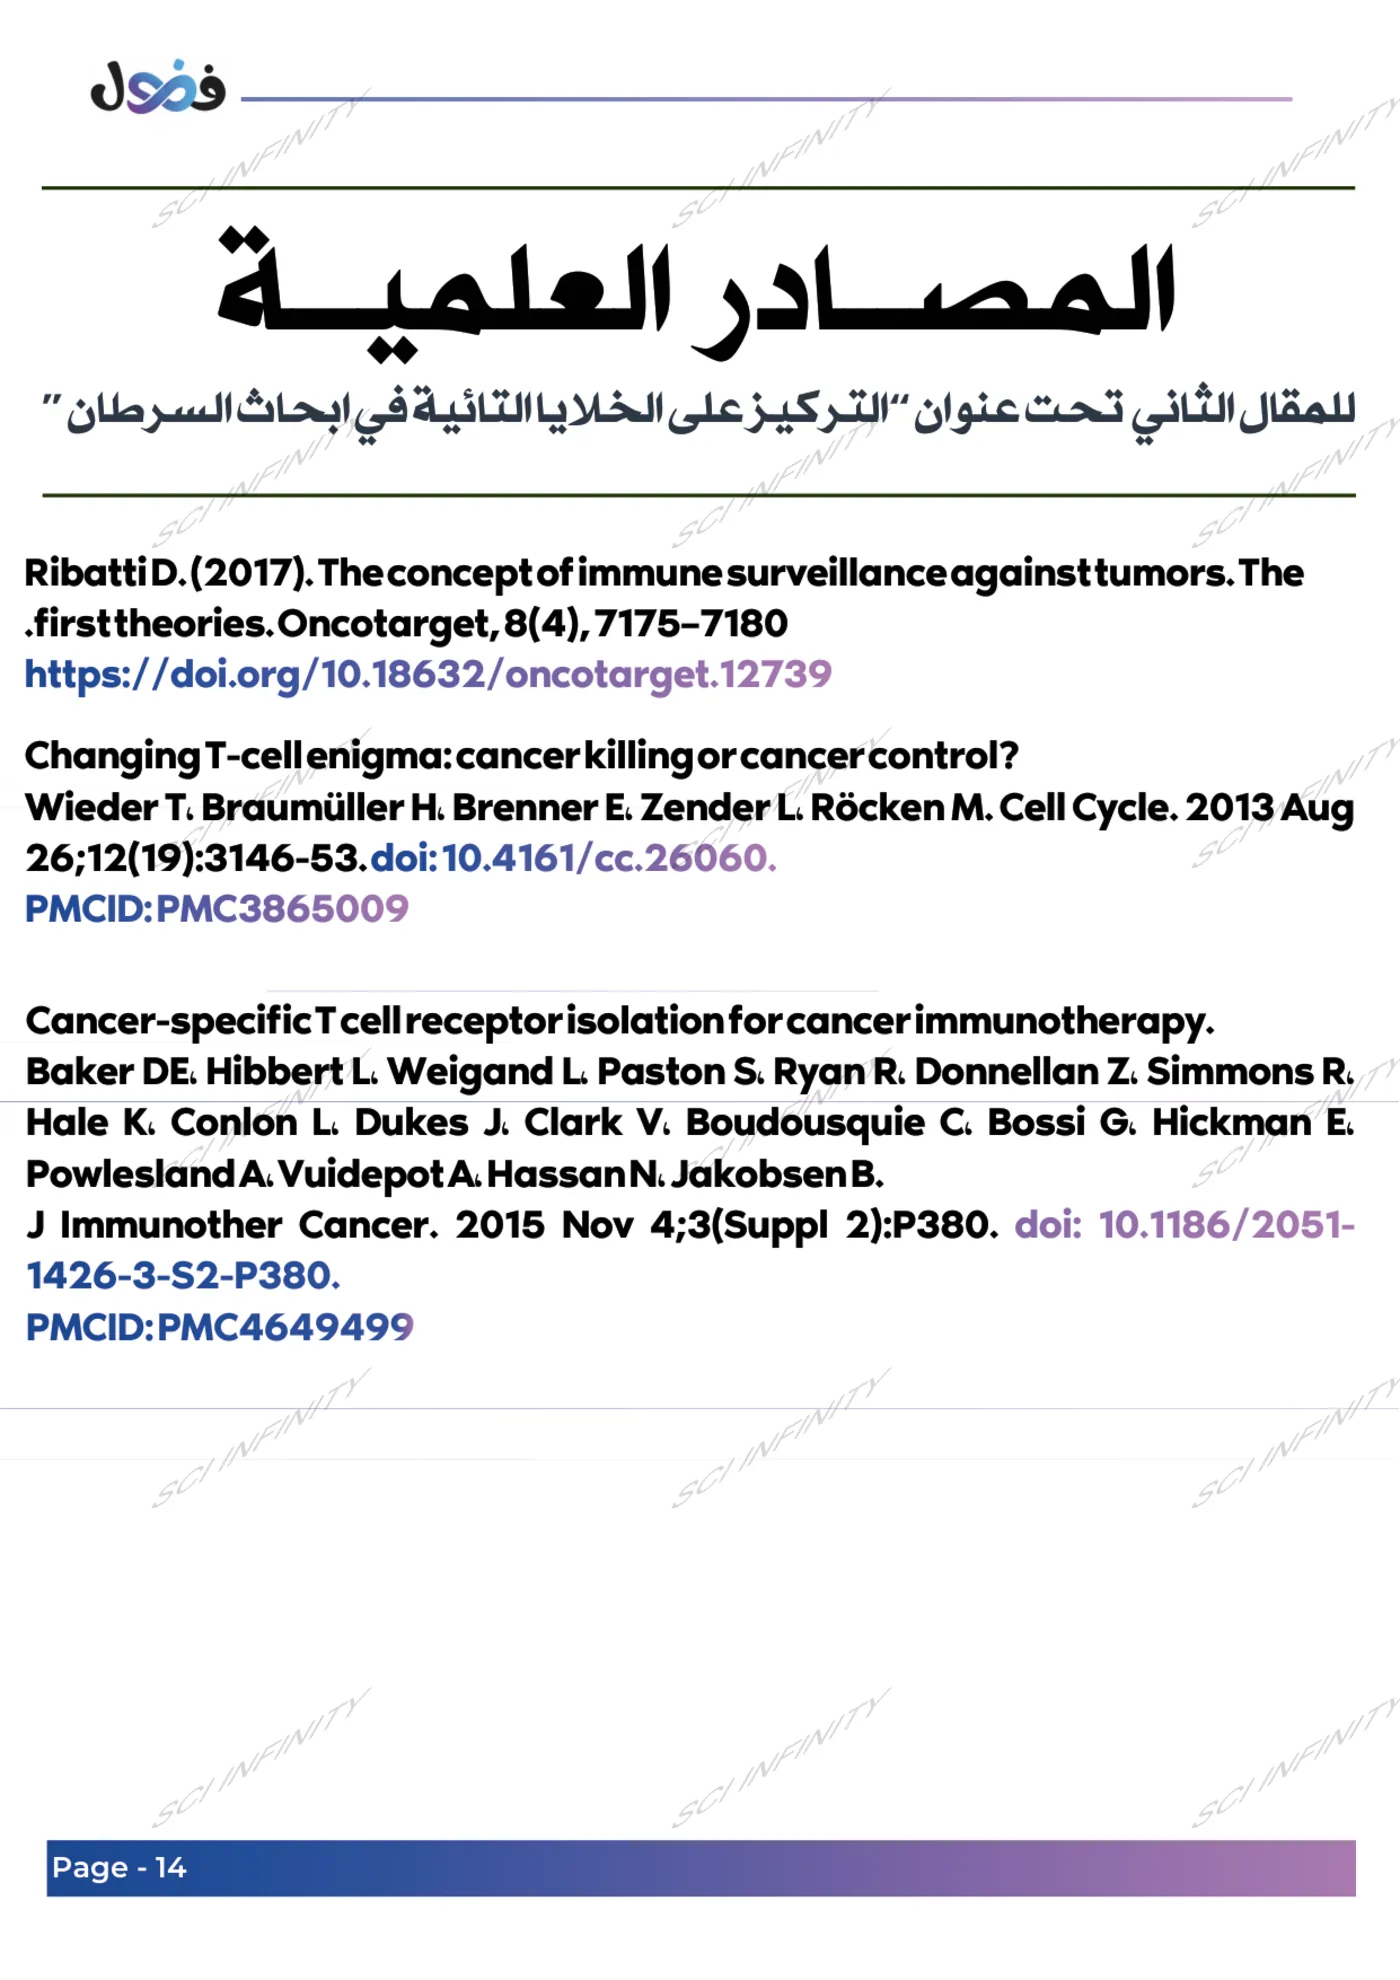 فضول
المصادر العلمية
للمقال الثاني تحت عنوان “التركيز على الخلايا التائية في ابحاث السرطان”
Ribatti D. (2017). The concept of immune surveillance against tumors. The
.first theories. Oncotarget, 8(4), 7175–7180
https://doi.org/10.18632/oncotarget.12739
Changing T-cell enigma: cancer killing or cancer control?
Wieder T، Braumüller H، Brenner E، Zender L، Röcken M. Cell Cycle. 2013 Aug
26;12(19):3146-53. doi: 10.4161/cc.26060.
PMCID: PMC3865009
Cancer-specific T cell receptor isolation for cancer immunotherapy.
Baker DE، Hibbert L، Weigand L، Paston S، Ryan R، Donnellan Z، Simmons R،
Hale K، Conlon L، Dukes J، Clark V، Boudousquie C، Bossi G، Hickman E،
Powlesland A، Vuidepot A، Hassan N، Jakobsen B.
J Immunother Cancer. 2015 Nov 4;3(Suppl 2):P380. doi: 10.1186/2051-
1426-3-S2-P380.
PMCID: PMC4649499
SCI INFINITY
Page - 14